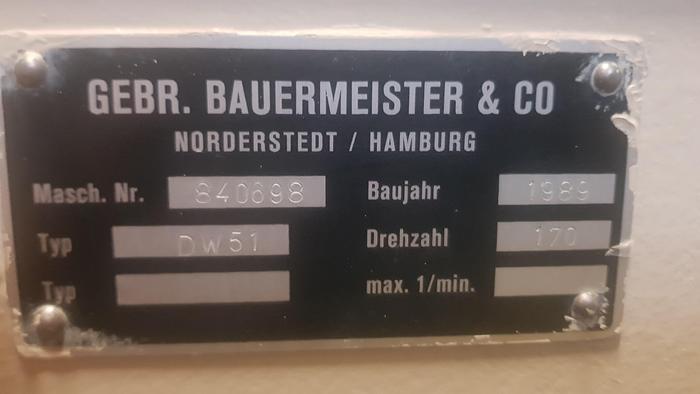 GEBR. BAUERMEISTER & CO
NORDERSTEDT / HAMBURG
Masch. Nr. 840698 Baujahr 1989
Typ DW51 Drehzahl 170
Typ max. 1/min.